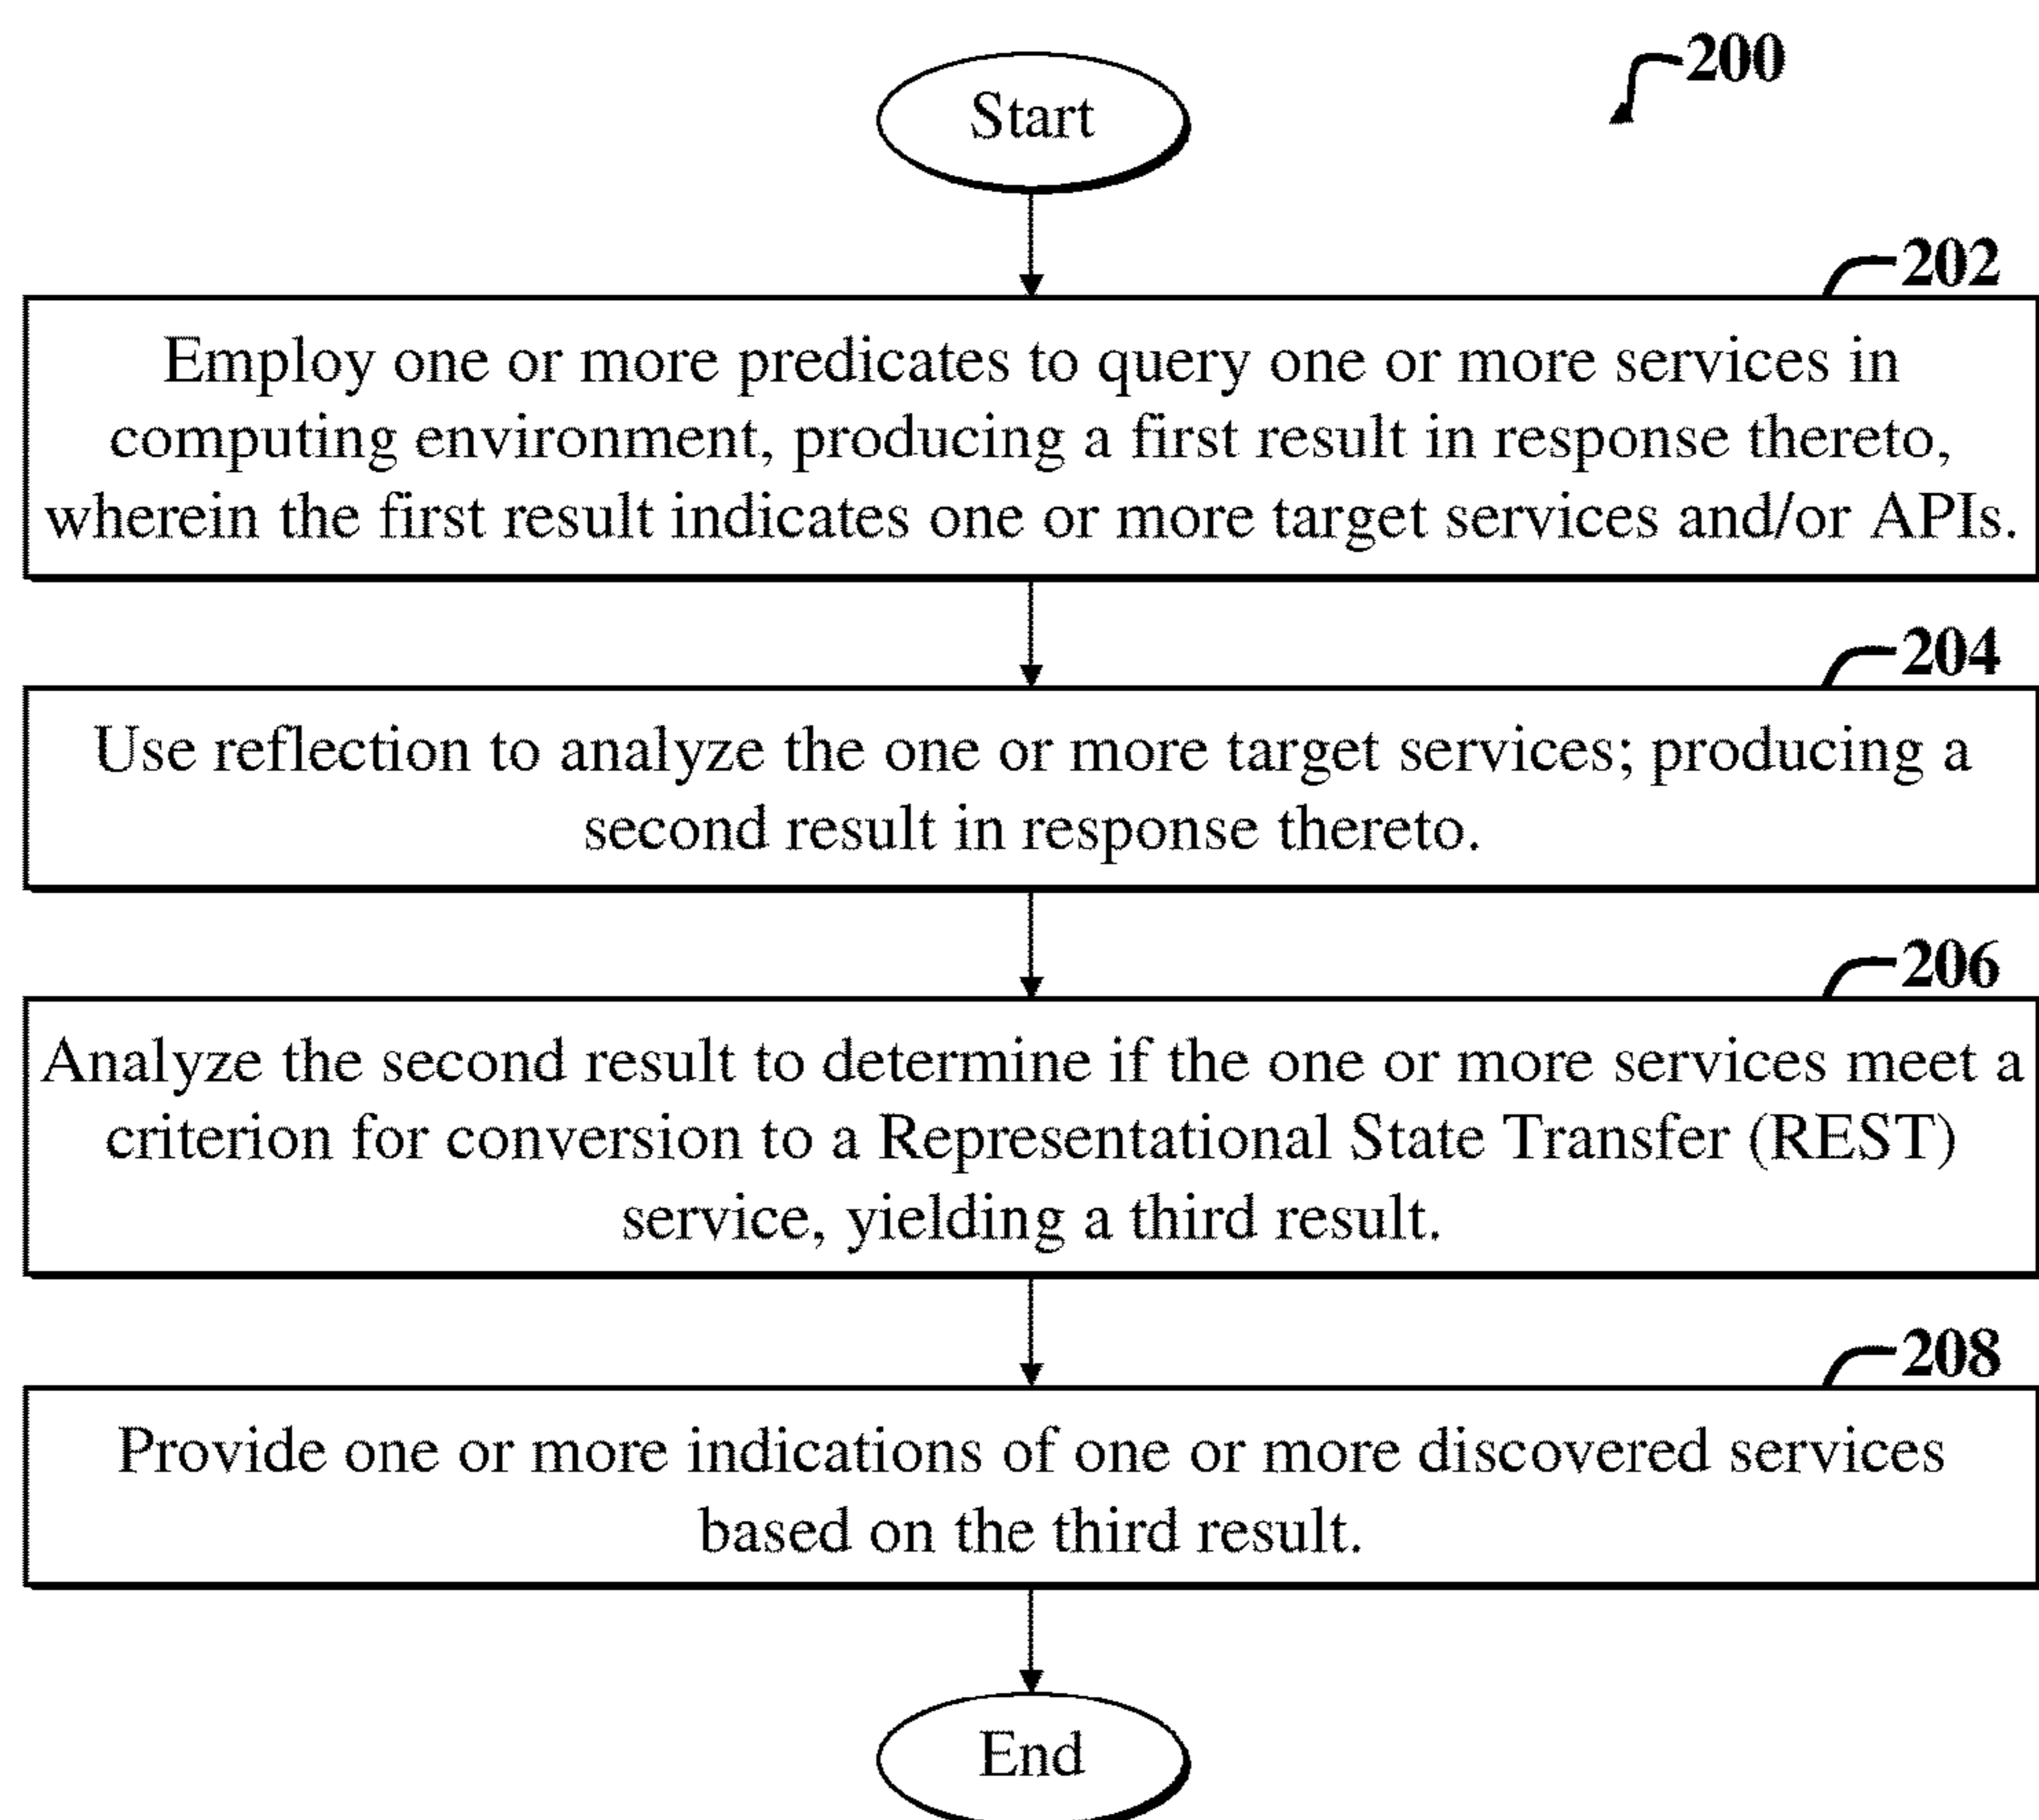 200
Start
202
Employ one or more predicates to query one or more services in
computing environment, producing a first result in response thereto,
wherein the first result indicates one or more target services and/or APIs.
204
Use reflection to analyze the one or more target services; producing a
second result in response thereto.
206
Analyze the second result to determine if the one or more services meet a
criterion for conversion to a Representational State Transfer (REST)
service, yielding a third result.
208
Provide one or more indications of one or more discovered services
based on the third result.
End